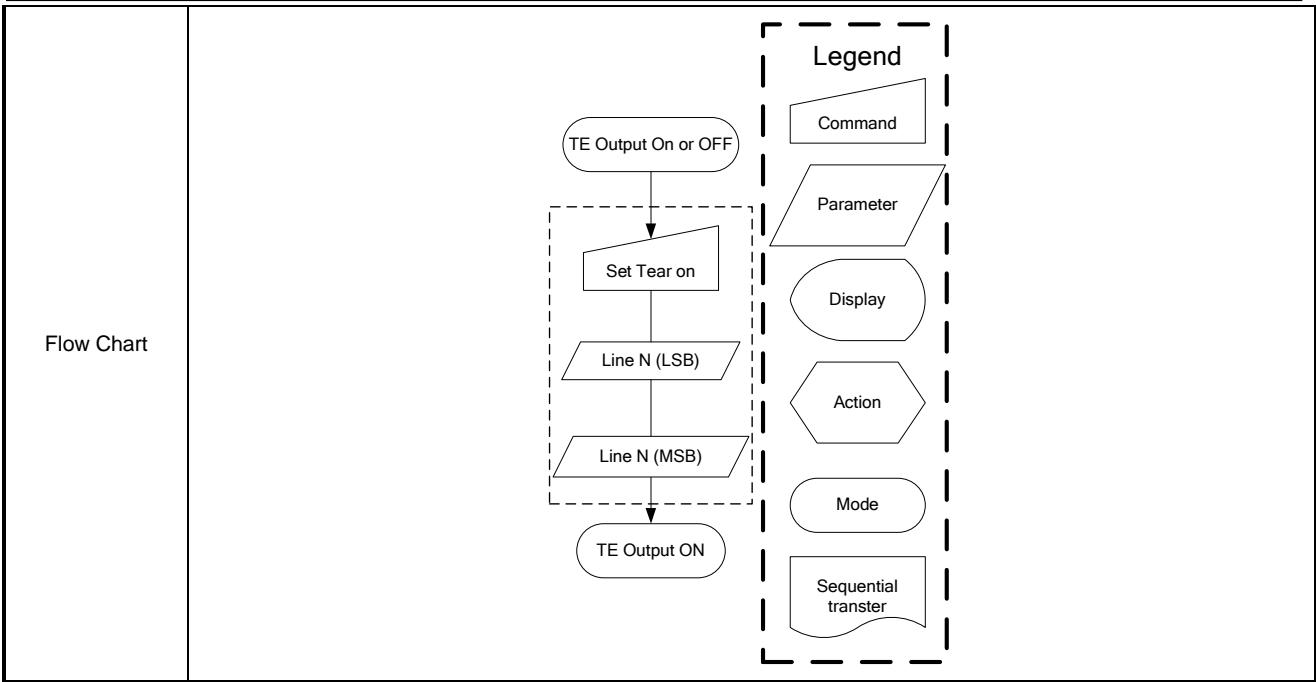 Flow Chart
TE Output On or OFF
Set Tear on
Line N (LSB)
Line N (MSB)
TE Output ON
Legend
Command
Parameter
Display
Action
Mode
Sequential
transter